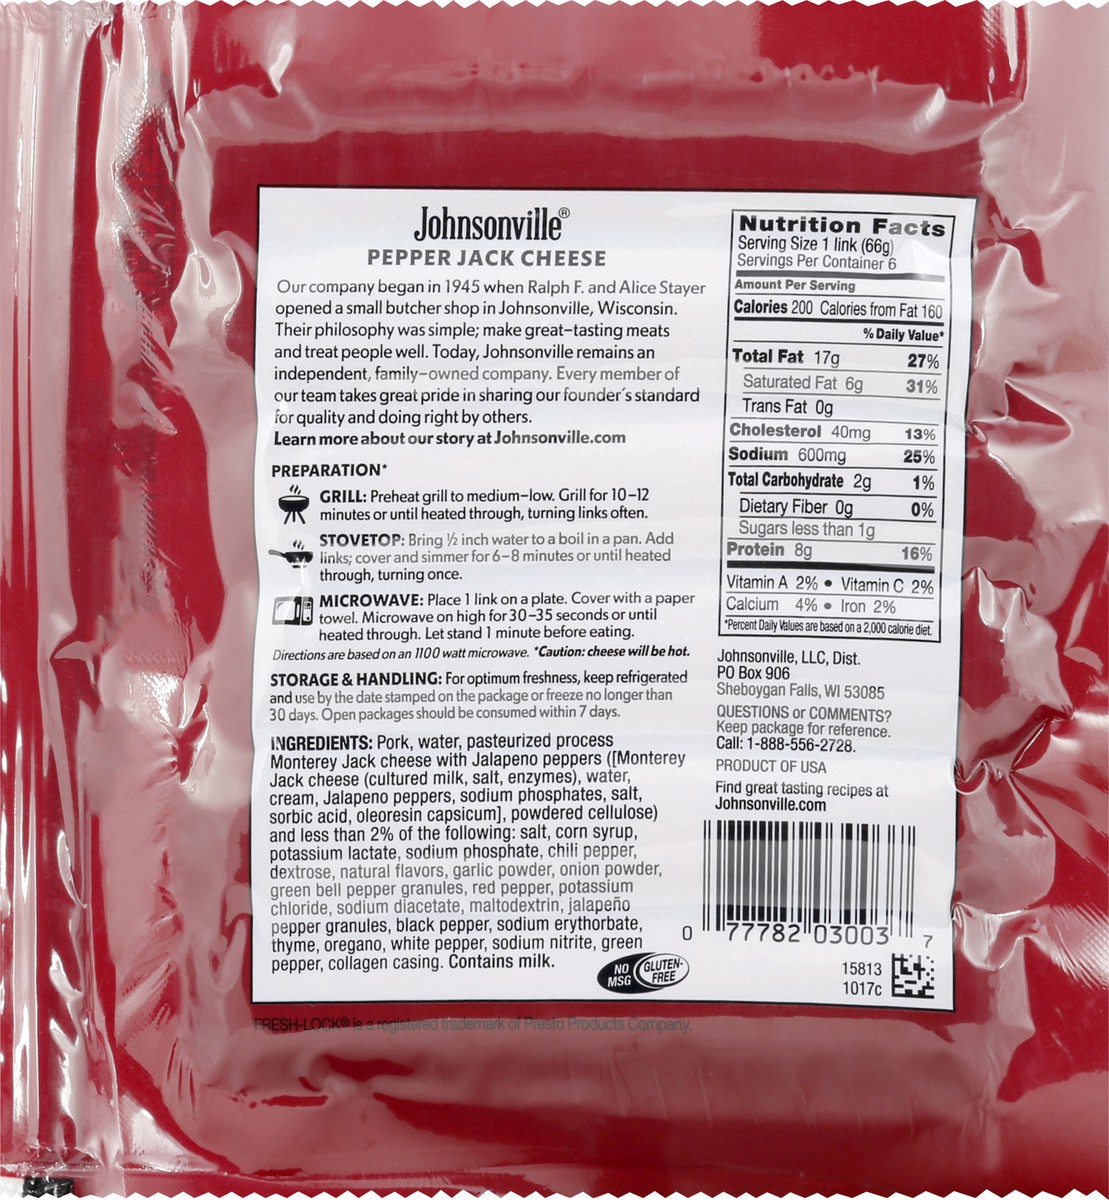 Johnsonville®
PEPPER JACK CHEESE
Our company began in 1945 when Ralph F. and Alice Stayer
opened a small butcher shop in Johnsonville, Wisconsin.
Their philosophy was simple; make great-tasting meats
and treat people well. Today, Johnsonville remains an
independent, family-owned company. Every member of
our team takes great pride in sharing our founder's standard
for quality and doing right by others.
Learn more about our story at Johnsonville.com
PREPARATION*
GRILL: Preheat grill to medium-low. Grill for 10-12
minutes or until heated through, turning links often.
STOVETOP: Bring ½ inch water to a boil in a pan. Add
links; cover and simmer for 6-8 minutes or until heated
through, turning once.
MICROWAVE: Place 1 link on a plate. Cover with a paper
towel. Microwave on high for 30-35 seconds or until
heated through. Let stand 1 minute before eating.
Directions are based on an 1100 watt microwave. *Caution: cheese will be hot.
STORAGE & HANDLING: For optimum freshness, keep refrigerated
and use by the date stamped on the package or freeze no longer than
30 days. Open packages should be consumed within 7 days.
INGREDIENTS: Pork, water, pasteurized process
Monterey Jack cheese with Jalapeno peppers ([Monterey
Jack cheese (cultured milk, salt, enzymes), water,
cream, Jalapeno peppers, sodium phosphates, salt,
sorbic acid, oleoresin capsicum], powdered cellulose)
and less than 2% of the following: salt, corn syrup,
potassium lactate, sodium phosphate, chili pepper,
dextrose, natural flavors, garlic powder, onion powder,
green bell pepper granules, red pepper, potassium
chloride, sodium diacetate, maltodextrin, jalapeño
pepper granules, black pepper, sodium erythorbate,
thyme, oregano, white pepper, sodium nitrite, green
pepper, collagen casing. Contains milk.
NO
MSG
GLUTEN-
FREE
Nutrition Facts
Serving Size 1 link (66g)
Servings Per Container 6
Amount Per Serving
Calories 200 Calories from Fat 160
% Daily Value*
Total Fat 17g 27%
Saturated Fat 6g 31%
Trans Fat 0g
Cholesterol 40mg 13%
Sodium 600mg 25%
Total Carbohydrate 2g 1%
Dietary Fiber 0g 0%
Sugars less than 1g
Protein 8g 16%
Vitamin A 2% • Vitamin C 2%
Calcium 4% • Iron 2%
*Percent Daily Values are based on a 2,000 calorie diet.
Johnsonville, LLC, Dist.
PO Box 906
Sheboygan Falls, WI 53085
QUESTIONS or COMMENTS?
Keep package for reference.
Call: 1-888-556-2728.
PRODUCT OF USA
Find great tasting recipes at
Johnsonville.com
0 77782 03003 7
15813
1017c
FRESH-LOCK® is a registered trademark of Presto Products Company.